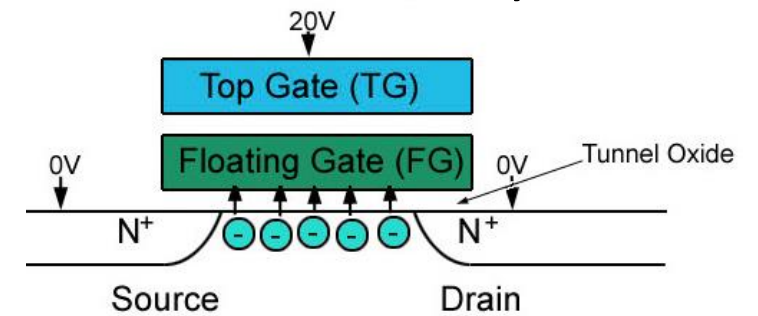 20V
Top Gate (TG)
Floating Gate (FG)
0V
0V
Tunnel Oxide
N+
N+
- - - - -
Source
Drain